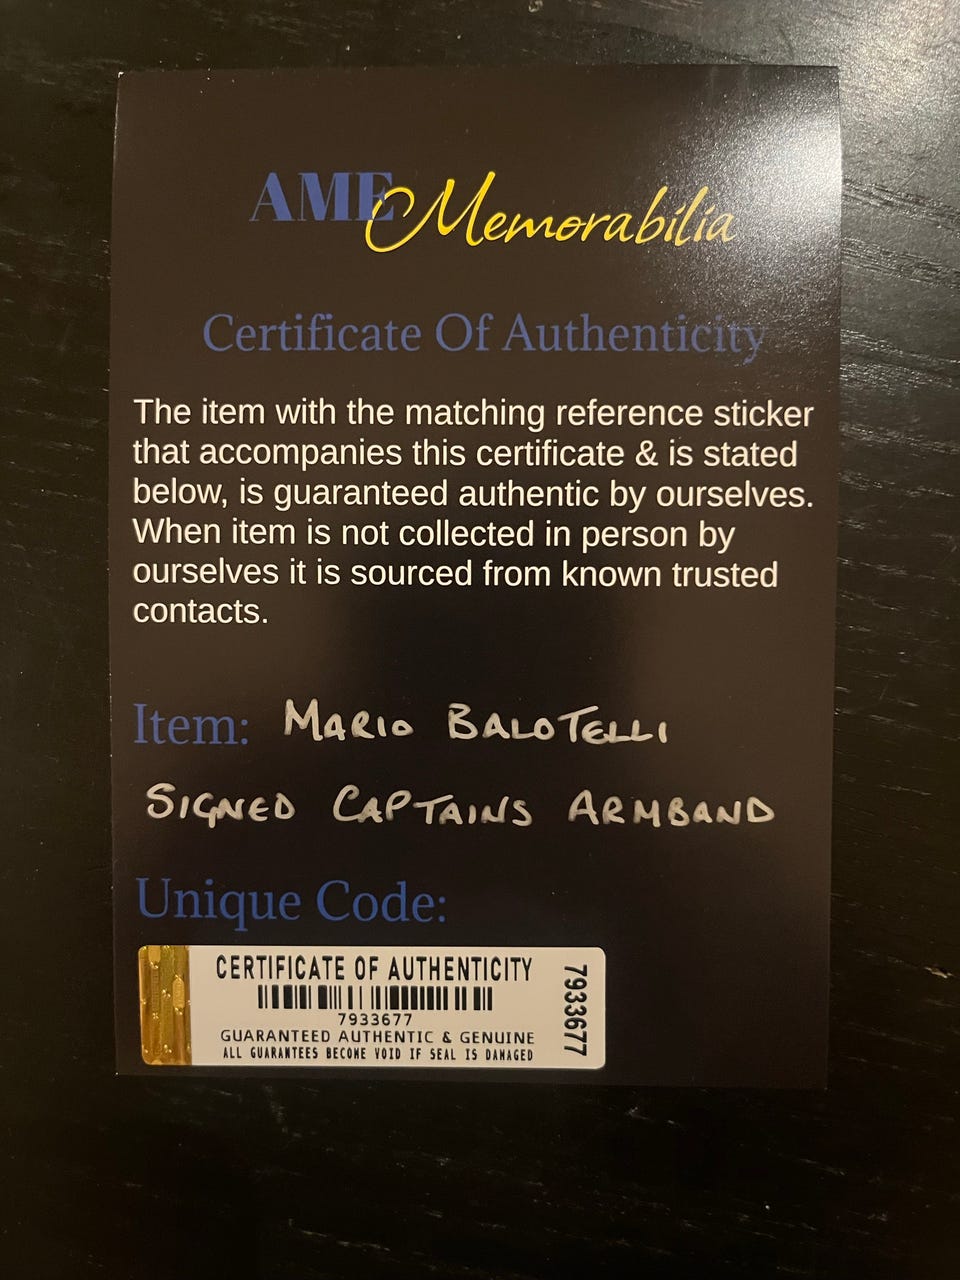 AME Memorabilia
Certificate Of Authenticity
The item with the matching reference sticker
that accompanies this certificate & is stated
below, is guaranteed authentic by ourselves.
When item is not collected in person by
ourselves it is sourced from known trusted
contacts.
Item: MARIO BALOTELLI
SIGNED CAPTAINS ARMBAND
Unique Code:
CERTIFICATE OF AUTHENTICITY
7933677
GUARANTEED AUTHENTIC & GENUINE
ALL GUARANTEES BECOME VOID IF SEAL IS DAMAGED
7933677